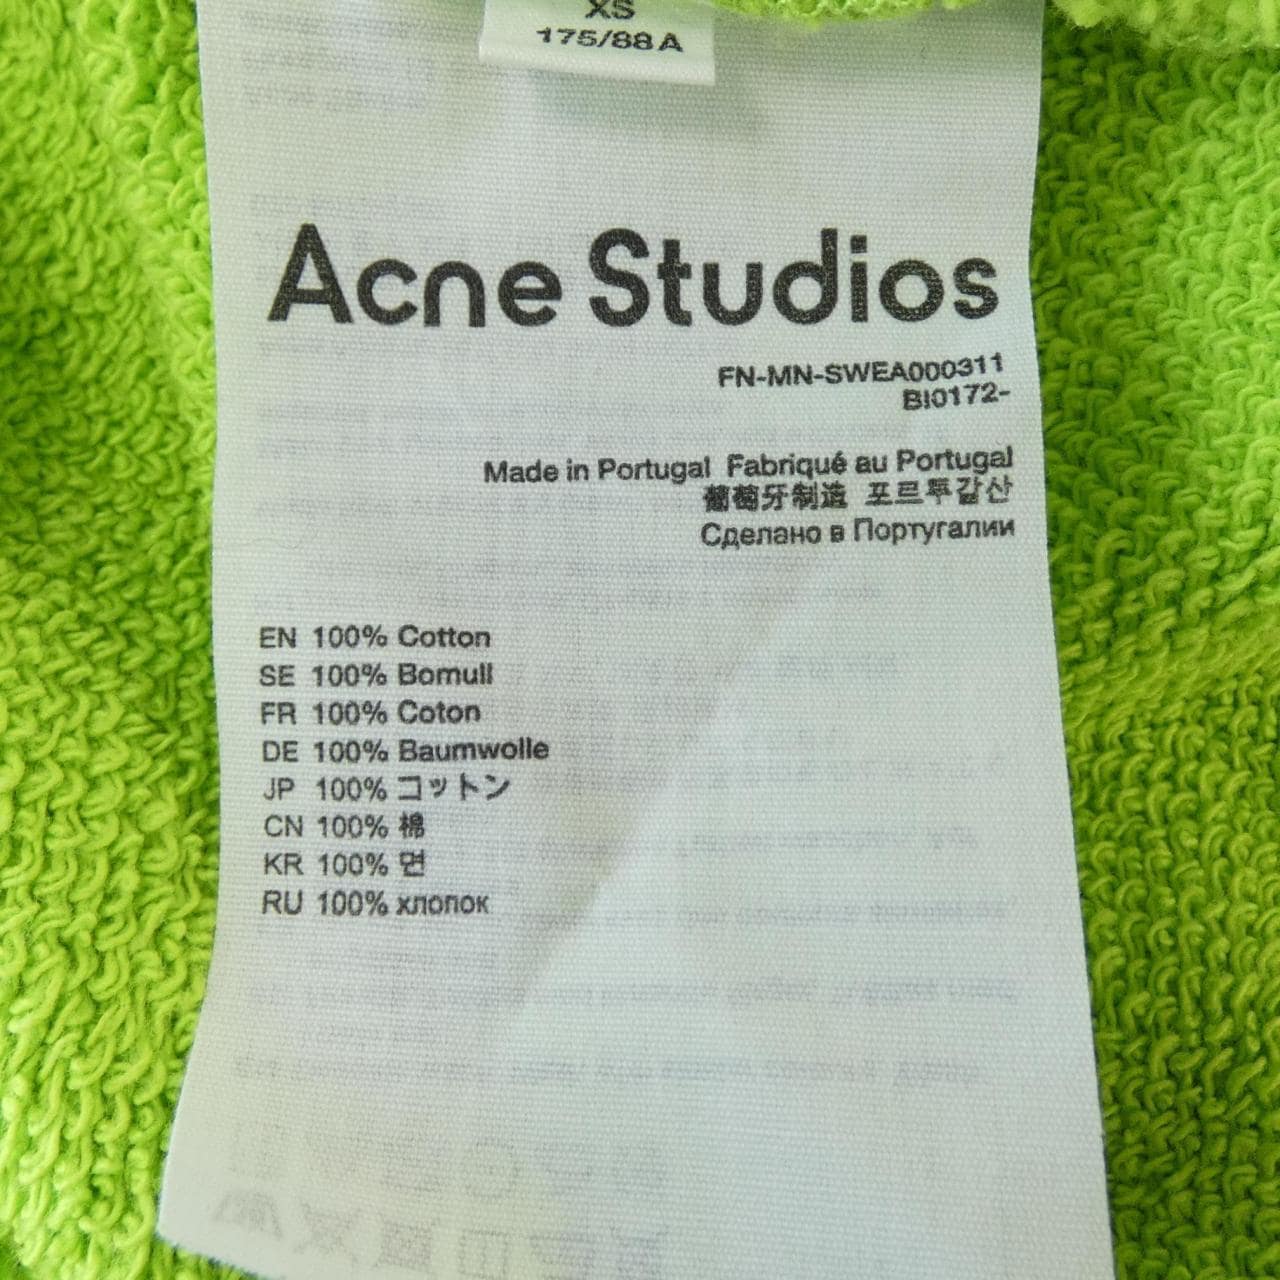 XS
175/88A
Acne Studios
FN-MN-SWEA000311
BI0172-
Made in Portugal Fabriqué au Portugal
葡萄牙制造 포르투갈산
Сделано в Португалии
EN 100% Cotton
SE 100% Bomull
FR 100% Coton
DE 100% Baumwolle
JP 100% コットン
CN 100% 棉
KR 100% 면
RU 100% хлопок